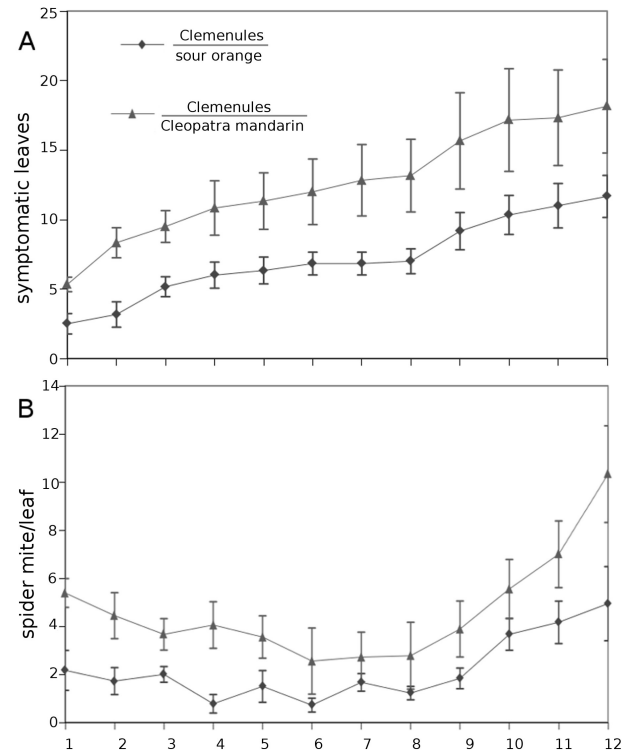 A
25
20
15
10
5
0
symptomatic leaves
Clemenules
sour orange
Clemenules
Cleopatra mandarin
B
14
12
10
8
6
4
2
0
spider mite/leaf
1 2 3 4 5 6 7 8 9 10 11 12